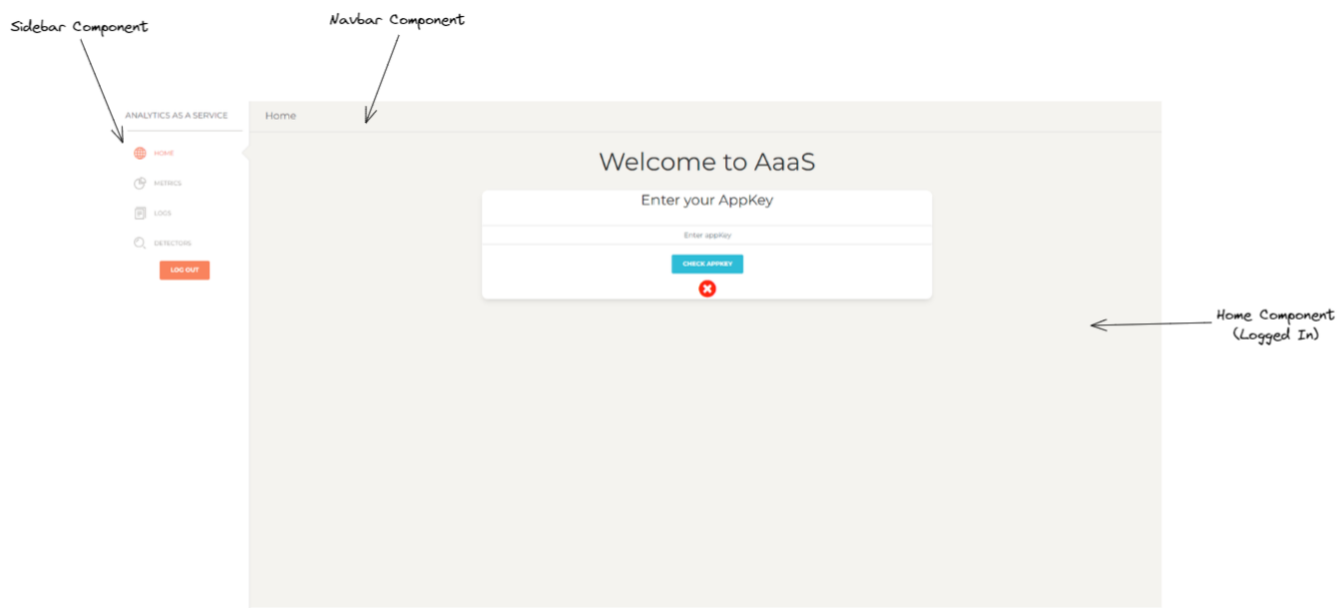 Sidebar Component
Navbar Component
ANALYTICS AS A SERVICE
Home
HOME
METRICS
LOGS
DETECTORS
LOG OUT
Welcome to AaaS
Enter your AppKey
Enter appKey
CHECK APPKEY
Home Component
(Logged In)